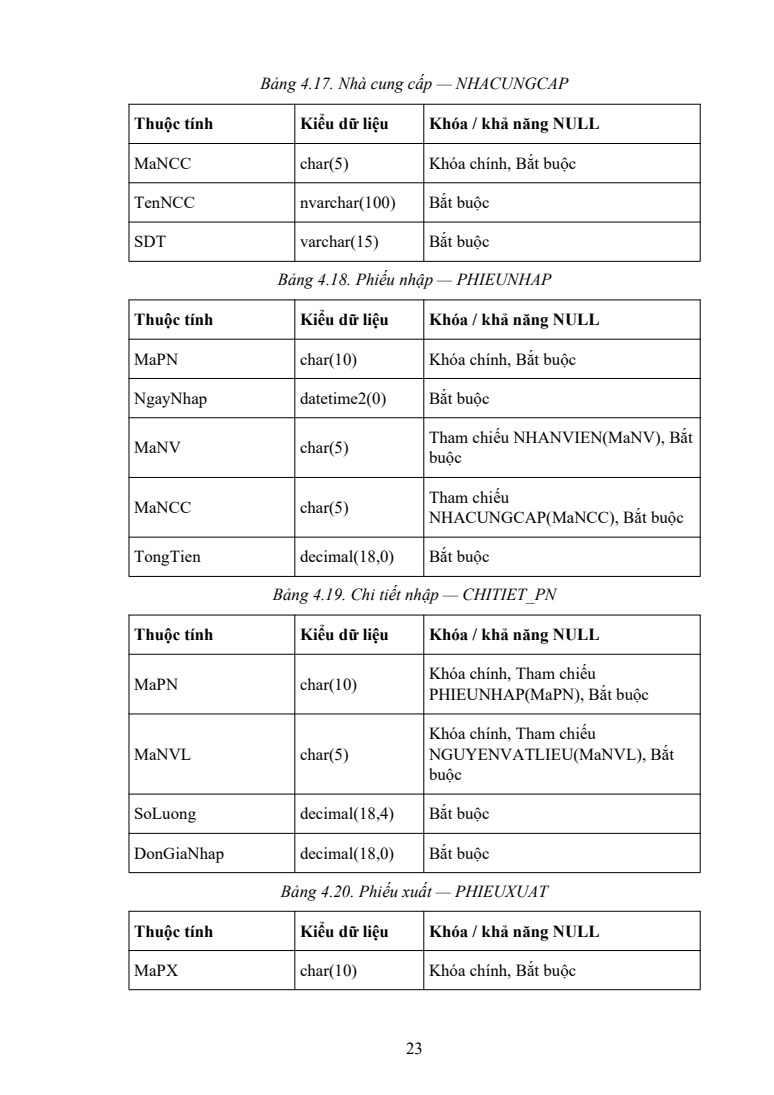 Bảng 4.17. Nhà cung cấp — NHACUNGCAP
Thuộc tính Kiểu dữ liệu Khóa / khả năng NULL
MaNCC char(5) Khóa chính, Bắt buộc
TenNCC nvarchar(100) Bắt buộc
SDT varchar(15) Bắt buộc
Bảng 4.18. Phiếu nhập — PHIEUNHAP
Thuộc tính Kiểu dữ liệu Khóa / khả năng NULL
MaPN char(10) Khóa chính, Bắt buộc
NgayNhap datetime2(0) Bắt buộc
MaNV char(5) Tham chiếu NHANVIEN(MaNV), Bắt
buộc
MaNCC char(5) Tham chiếu
NHACUNGCAP(MaNCC), Bắt buộc
TongTien decimal(18,0) Bắt buộc
Bảng 4.19. Chi tiết nhập — CHITIET_PN
Thuộc tính Kiểu dữ liệu Khóa / khả năng NULL
MaPN char(10) Khóa chính, Tham chiếu
PHIEUNHAP(MaPN), Bắt buộc
MaNVL char(5) Khóa chính, Tham chiếu
NGUYENVATLIEU(MaNVL), Bắt
buộc
SoLuong decimal(18,4) Bắt buộc
DonGiaNhap decimal(18,0) Bắt buộc
Bảng 4.20. Phiếu xuất — PHIEUXUAT
Thuộc tính Kiểu dữ liệu Khóa / khả năng NULL
MaPX char(10) Khóa chính, Bắt buộc
23